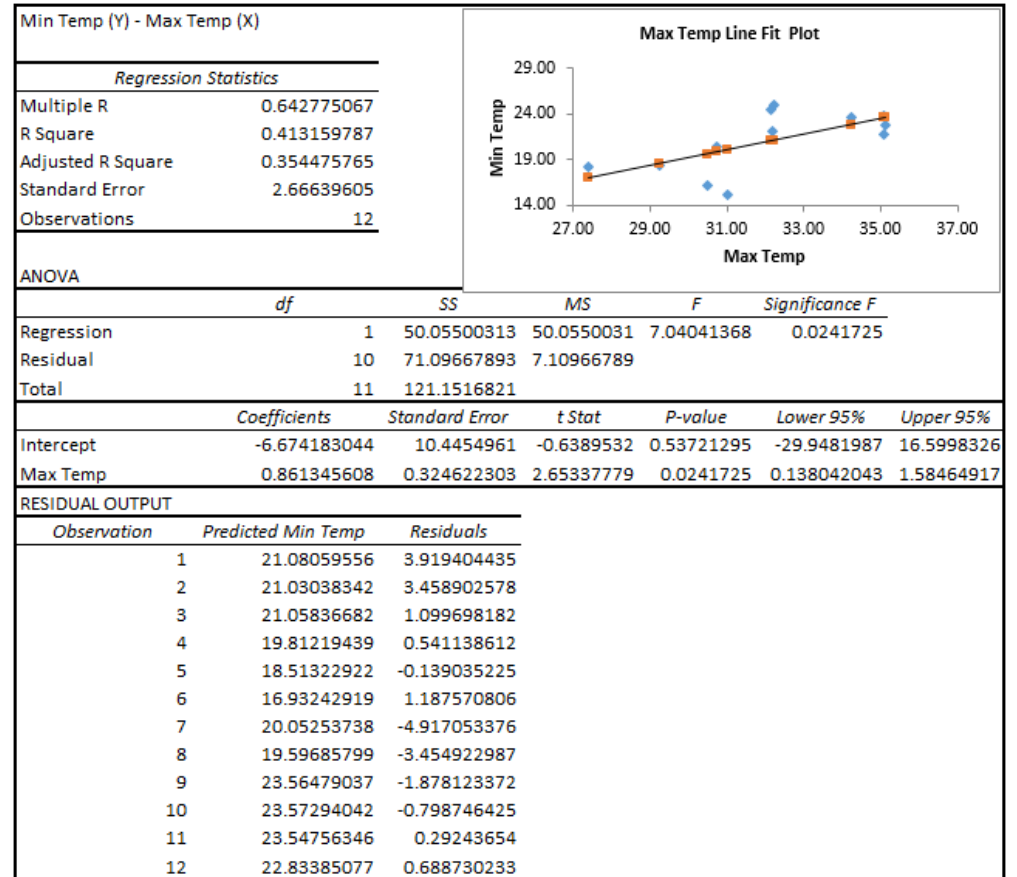 Min Temp (Y) - Max Temp (X)
Regression Statistics
Multiple R 0.642775067
R Square 0.413159787
Adjusted R Square 0.354475765
Standard Error 2.66639605
Observations 12
Max Temp Line Fit Plot
Min Temp
29.00
24.00
19.00
14.00
27.00 29.00 31.00 33.00 35.00 37.00
Max Temp
ANOVA
df SS MS F Significance F
Regression 1 50.05500313 50.0550031 7.04041368 0.0241725
Residual 10 71.09667893 7.10966789
Total 11 121.1516821
Coefficients Standard Error t Stat P-value Lower 95% Upper 95%
Intercept -6.674183044 10.4454961 -0.6389532 0.53721295 -29.9481987 16.5998326
Max Temp 0.861345608 0.324622303 2.65337779 0.0241725 0.138042043 1.58464917
RESIDUAL OUTPUT
Observation Predicted Min Temp Residuals
1 21.08059556 3.919404435
2 21.03038342 3.458902578
3 21.05836682 1.099698182
4 19.81219439 0.541138612
5 18.51322922 -0.139035225
6 16.93242919 1.187570806
7 20.05253738 -4.917053376
8 19.59685799 -3.454922987
9 23.56479037 -1.878123372
10 23.57294042 -0.798746425
11 23.54756346 0.29243654
12 22.83385077 0.688730233